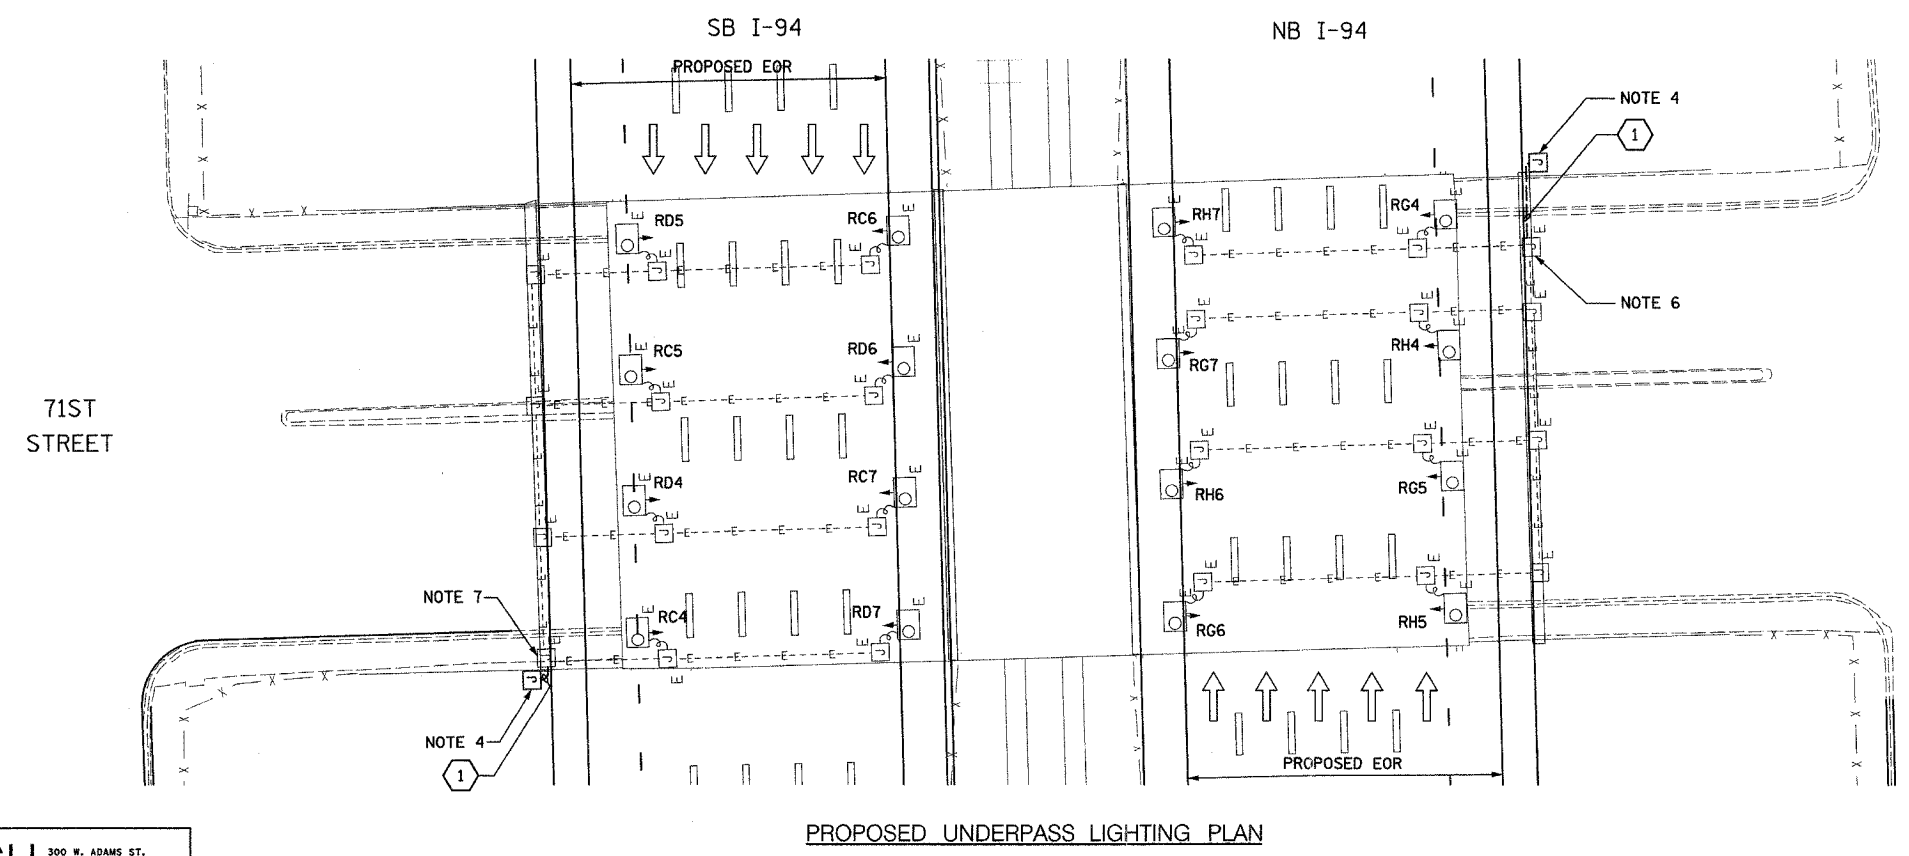 SB I-94
NB I-94
PROPOSED EOR
NOTE 4
1
RD5
RC6
RH7
RG4
NOTE 6
RC5
RD6
RG7
RH4
71ST
STREET
RD4
RC7
RH6
RG5
NOTE 7
RC4
RD7
RG6
RH5
NOTE 4
1
PROPOSED EOR
PROPOSED UNDERPASS LIGHTING PLAN
300 W. ADAMS ST.